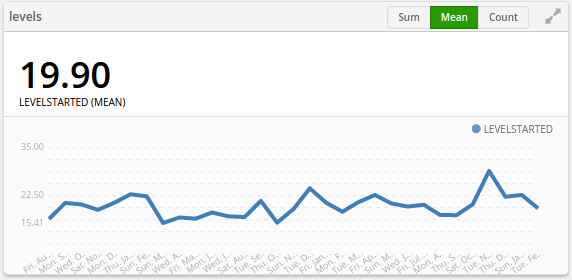 levels
Sum Mean Count
19.90
LEVELSTARTED (MEAN)
LEVELSTARTED
35.00
22.50
15.41
Fri. Au... Mon. S... Wed. O... Sat. No... Mon. D... Thu. Ja... Sun. Fe... Sun. M... Wed. A... Fri. Ma... Mon. J... Wed. J... Sat. Au... Tue. Se... Thu. O... Sun. N... Tue. D... Fri. Jan... Mon. F... Tue. M... Fri. Ap... Sun. M... Wed. J... Fri. Jul... Mon. A... Thu. S... Sat. Oc... Tue. N... Thu. D... Sun. Ja... Tue. Fe...